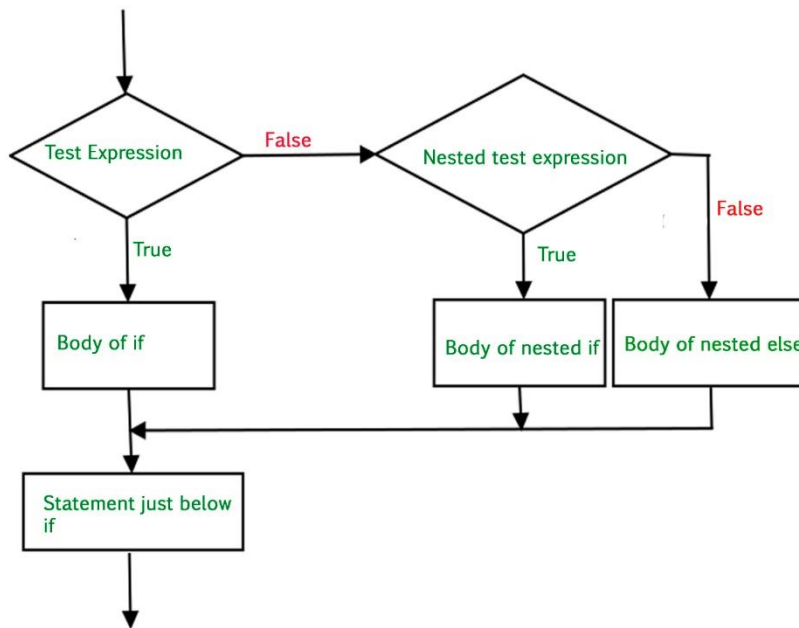 Test Expression
False
Nested test expression
False
True
True
Body of if
Body of nested if
Body of nested else
Statement just below
if